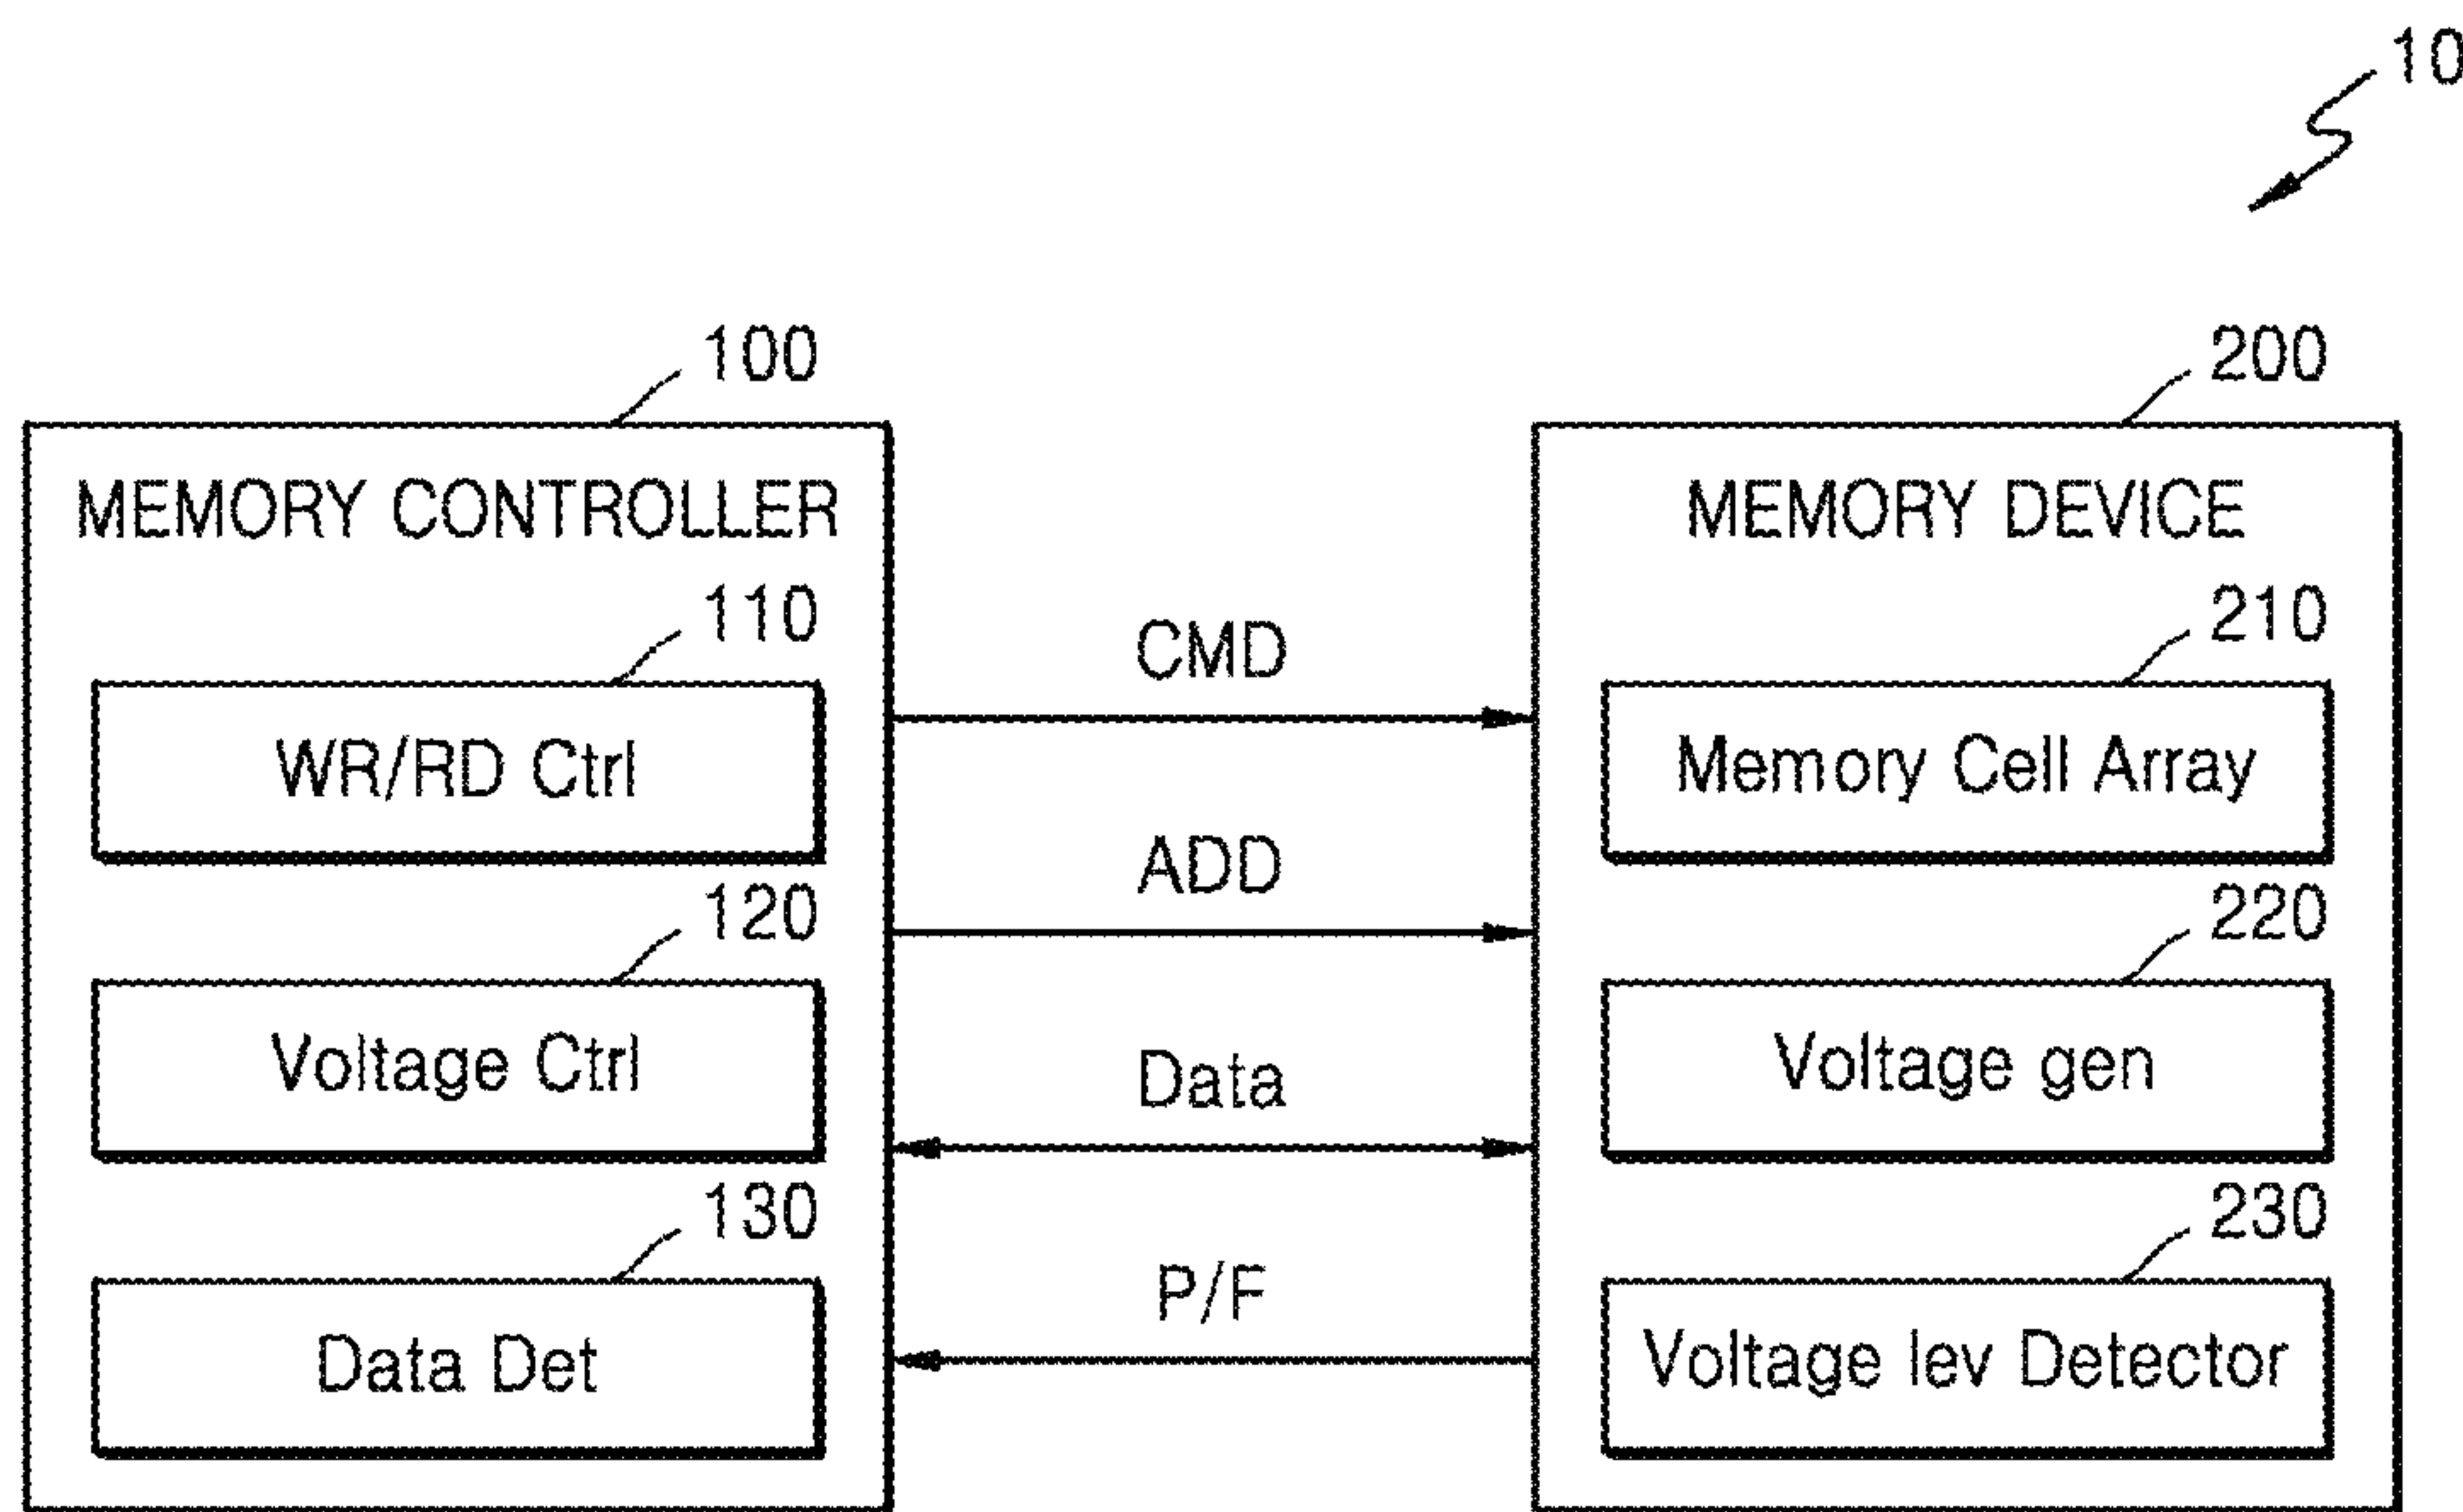 10
100
200
MEMORY CONTROLLER
MEMORY DEVICE
110
WR/RD Ctrl
120
Voltage Ctrl
130
Data Det
CMD
ADD
Data
P/F
210
Memory Cell Array
220
Voltage gen
230
Voltage lev Detector